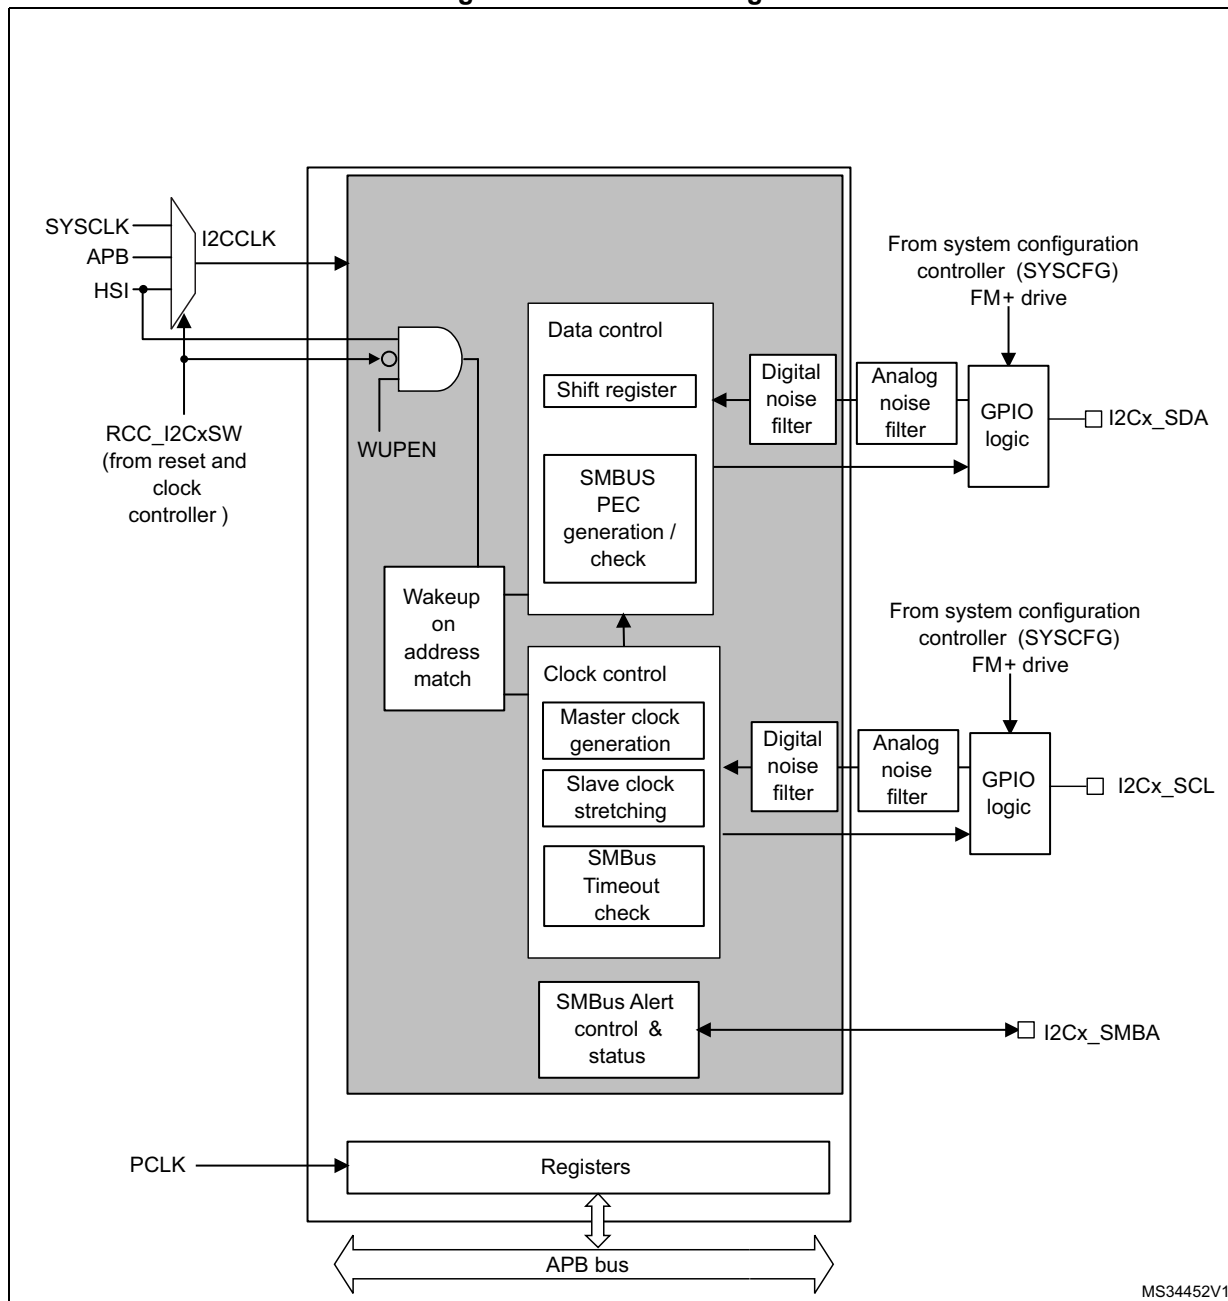 SYSCLK
APB
HSI
I2CCLK
RCC_I2CxSW
(from reset and
clock
controller )
WUPEN
Data control
Shift register
SMBUS
PEC
generation /
check
Wakeup
on
address
match
Clock control
Master clock
generation
Slave clock
stretching
SMBus
Timeout
check
SMBus Alert
control &
status
From system configuration
controller (SYSCFG)
FM+ drive
Digital
noise
filter
Analog
noise
filter
GPIO
logic
I2Cx_SDA
From system configuration
controller (SYSCFG)
FM+ drive
Digital
noise
filter
Analog
noise
filter
GPIO
logic
I2Cx_SCL
I2Cx_SMBA
PCLK
Registers
APB bus
MS34452V1